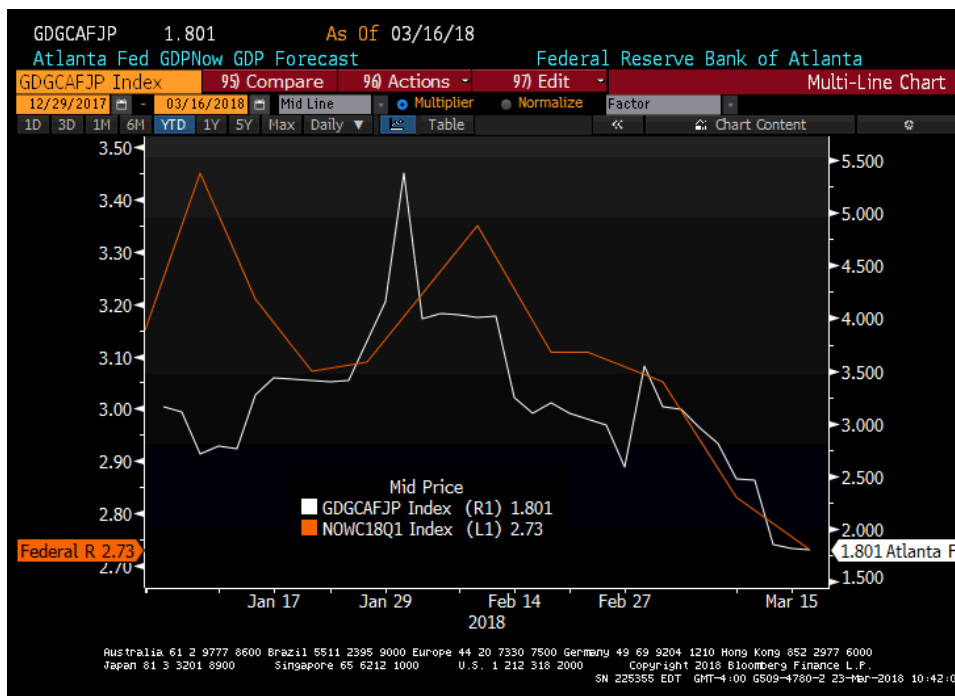 GDGCAFJP 1.801 As Of 03/16/18
Atlanta Fed GDPNow GDP Forecast Federal Reserve Bank of Atlanta
GDGCAFJP Index 95) Compare 96) Actions 97) Edit Multi-Line Chart
12/29/2017 - 03/16/2018 Mid Line Multiplier Normalize Factor
1D 3D 1M 6M YTD 1Y 5Y Max Daily ▼ Table « Chart Content
3.50
5.500
3.40
5.000
3.30
4.500
3.20
4.000
3.10
3.500
3.00
3.000
2.90
2.500
Mid Price
GDGCAFJP Index (R1) 1.801
NOWC18Q1 Index (L1) 2.73
2.80
2.000
Federal R 2.73
1.801 Atlanta F
2.70
1.500
Jan 17 Jan 29 Feb 14 Feb 27 Mar 15
2018
Australia 61 2 9777 8600 Brazil 5511 2395 9000 Europe 44 20 7330 7500 Germany 49 69 9204 1210 Hong Kong 852 2977 6000
Japan 81 3 3201 8900 Singapore 65 6212 1000 U.S. 1 212 318 2000 Copyright 2018 Bloomberg Finance L.P.
SN 225355 EDT GMT-4:00 G509-4780-2 23-Mar-2018 10:42:0